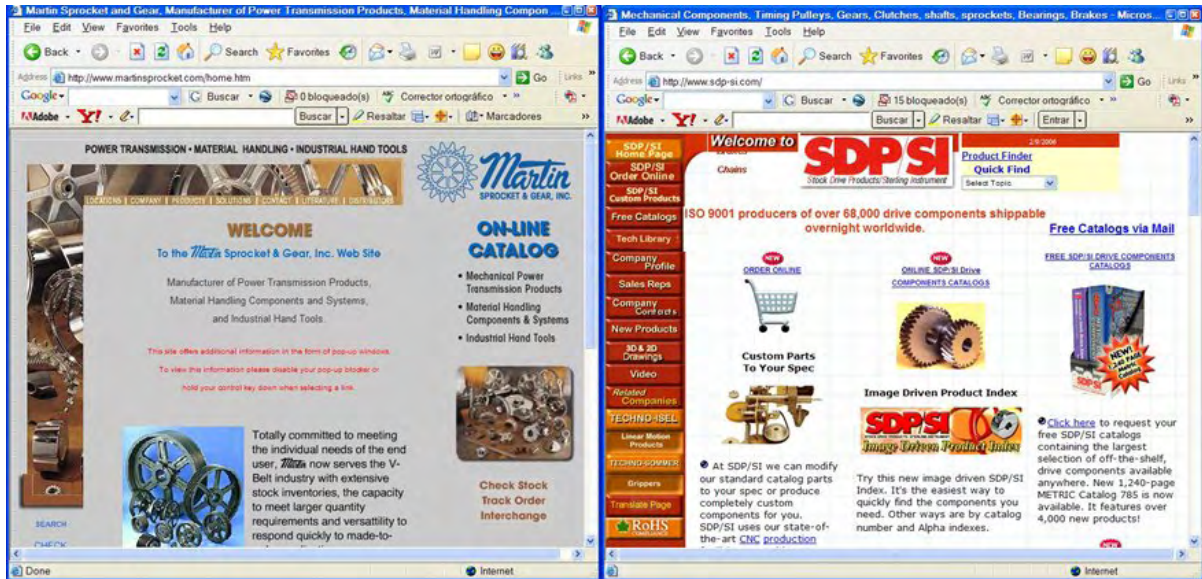 Martin Sprocket and Gear, Manufacturer of Power Transmission Products, Material Handling Compon ...
File Edit View Favorites Tools Help
Back Search Favorites
Address http://www.martinsprocket.com/home.htm Go Links »
Google Buscar 0 bloqueado(s) Corrector ortográfico »
Adobe Y! Buscar Resaltar Marcadores »
POWER TRANSMISSION • MATERIAL HANDLING • INDUSTRIAL HAND TOOLS
Martin
SPROCKET & GEAR, INC.
LOCATIONS | COMPANY | PRODUCTS | SOLUTIONS | CONTACT | LITERATURE | DISTRIBUTORS
WELCOME
To the Martin Sprocket & Gear, Inc. Web Site
Manufacturer of Power Transmission Products,
Material Handling Components and Systems,
and Industrial Hand Tools
This site offers additional information in the form of pop-up windows.
To view this information please disable your pop-up blocker or
hold your control key down when selecting a link.
Totally committed to meeting
the individual needs of the end
user, Martin now serves the V-
Belt industry with extensive
stock inventories, the capacity
to meet larger quantity
requirements and versatility to
respond quickly to made-to-
ON-LINE
CATALOG
• Mechanical Power
Transmission Products
• Material Handling
Components & Systems
• Industrial Hand Tools
Check Stock
Track Order
Interchange
SEARCH
CHECK
Done Internet
Mechanical Components, Timing Pulleys, Gears, Clutches, shafts, sprockets, Bearings, Brakes - Micros...
File Edit View Favorites Tools Help
Back Search Favorites
Address http://www.sdp-si.com/ Go Links »
Google Buscar 15 bloqueado(s) Corrector ortográfico »
Adobe Y! Buscar Resaltar Entrar »
SDP/SI
Home Page
SDP/SI
Order Online
SDP/SI
Custom Products
Free Catalogs
Tech Library
Company
Profile
Sales Reps
Company
Contacts
New Products
3D & 2D
Drawings
Video
Related
Companies
TECHNO-ISEL
Linear Motion
Products
TECHNO-SOMMER
Grippers
Translate Page
RoHS
Welcome to
Chains
SDP/SI
Stock Drive Products/Sterling Instrument
Product Finder
Quick Find
Select Topic
ISO 9001 producers of over 68,000 drive components shippable
overnight worldwide.
NEW
ORDER ONLINE
Custom Parts
To Your Spec
At SDP/SI we can modify
our standard catalog parts
to your spec or produce
completely custom
components for you.
SDP/SI uses our state-of-
the-art CNC production
NEW
ONLINE SDP/SI Drive
COMPONENTS CATALOGS
Image Driven Product Index
SDP/SI
Image Driven Product Index
Try this new image driven SDP/SI
Index. It's the easiest way to
quickly find the components you
need. Other ways are by catalog
number and Alpha indexes.
Free Catalogs via Mail
FREE SDP/SI DRIVE COMPONENTS
CATALOGS
NEW!
1,240 PAGE
Metric
Catalog
Click here to request your
free SDP/SI catalogs
containing the largest
selection of off-the-shelf,
drive components available
anywhere. New 1,240-page
METRIC Catalog 785 is now
available. It features over
4,000 new products!
NEW
Internet